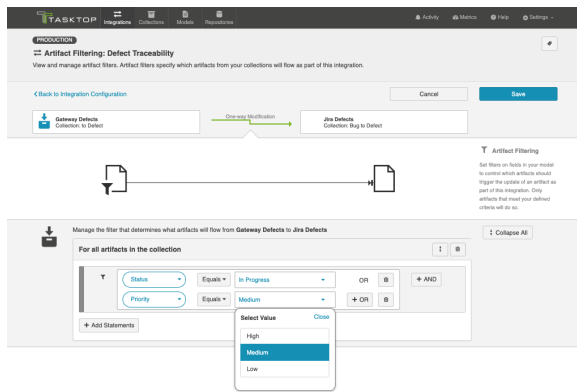 TASKTOP
Integrations
Collections
Models
Repositories
Activity
Metrics
Help
Settings
PRODUCTION
Artifact Filtering: Defect Traceability
View and manage artifact filters. Artifact filters specify which artifacts from your collections will flow as part of this integration.
Back to Integration Configuration
Cancel
Save
Gateway Defects
Collection: to Defect
One-way Modification
Jira Defects
Collection: Bug to Defect
Artifact Filtering
Set filters on fields in your model
to control which artifacts should
trigger the update of an artifact as
part of this integration. Only
artifacts that meet your defined
criteria will do so.
Manage the filter that determines what artifacts will flow from Gateway Defects to Jira Defects
Collapse All
For all artifacts in the collection
Status
Equals
In Progress
OR
+ AND
Priority
Equals
Medium
+ OR
Select Value
Close
High
Medium
Low
+ Add Statements